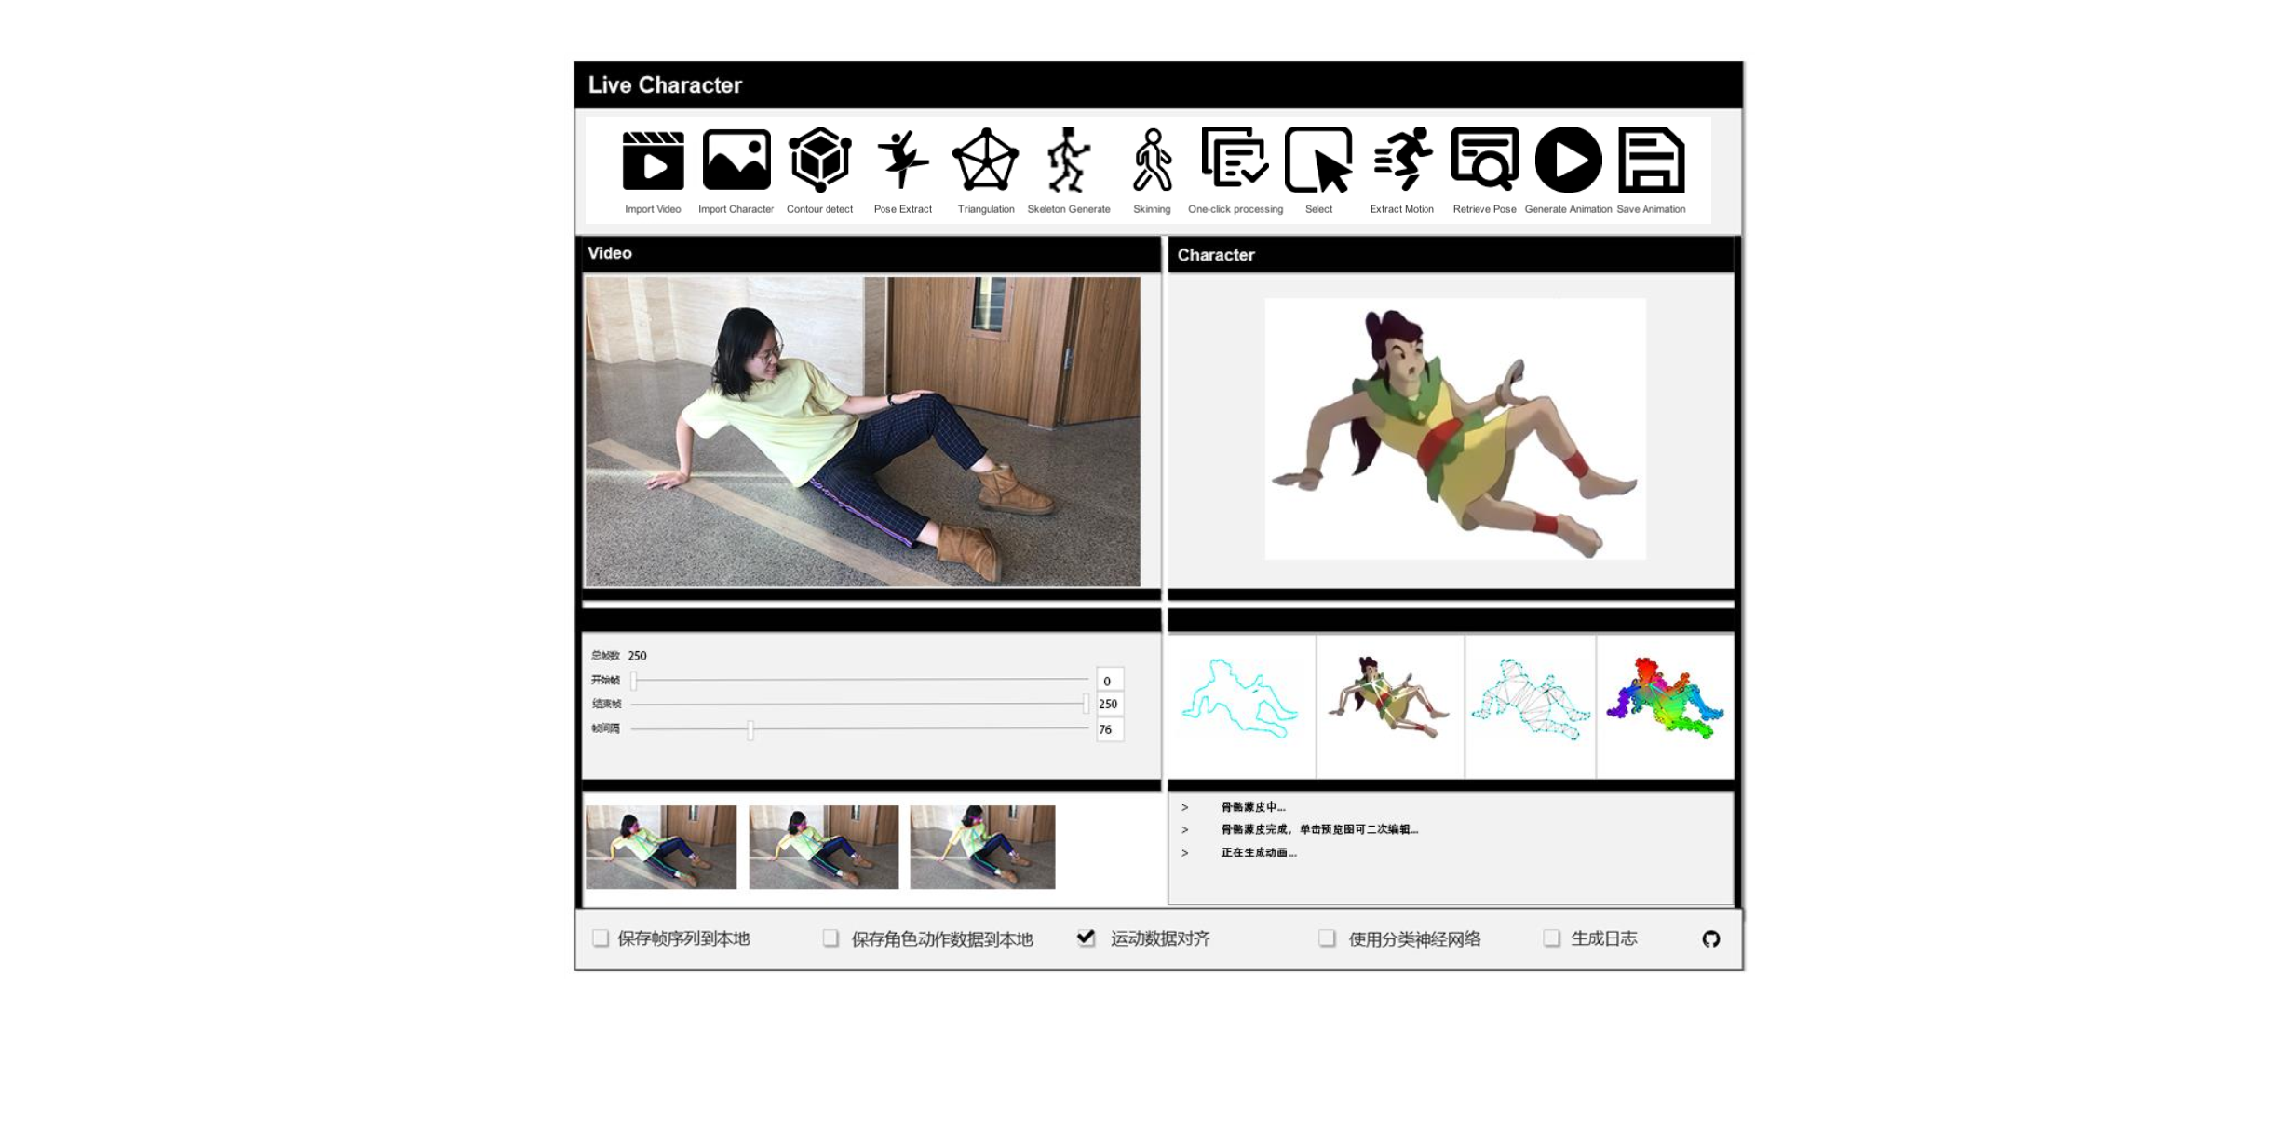 Live Character
Import Video Import Character Contour detect Pose Extract Triangulation Skeleton Generate Skinning One-click processing Select Extract Motion Retrieve Pose Generate Animation Save Animation
Video
Character
总帧数 250
开始帧 0
结束帧 250
帧间隔 76
> 骨骼蒙皮中...
> 骨骼蒙皮完成，单击预览图可二次编辑...
> 正在生成动画...
保存帧序列到本地 保存角色动作数据到本地 运动数据对齐 使用分类神经网络 生成日志